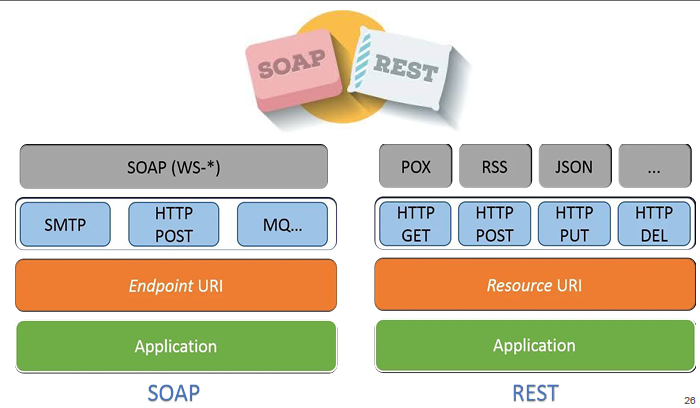 SOAP
REST
SOAP (WS-*)
SMTP
HTTP
POST
MQ...
Endpoint URI
Application
SOAP
POX
RSS
JSON
...
HTTP
GET
HTTP
POST
HTTP
PUT
HTTP
DEL
Resource URI
Application
REST
26